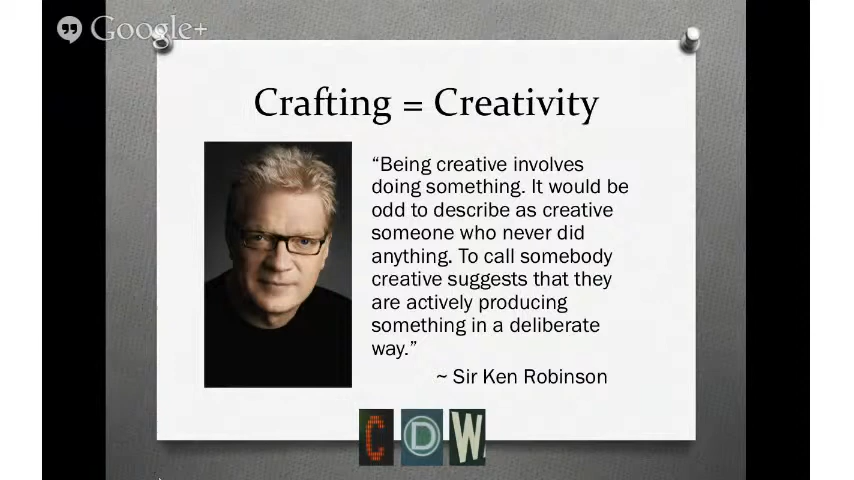 Google+
Crafting = Creativity
“Being creative involves
doing something. It would be
odd to describe as creative
someone who never did
anything. To call somebody
creative suggests that they
are actively producing
something in a deliberate
way.”
~ Sir Ken Robinson
C D W